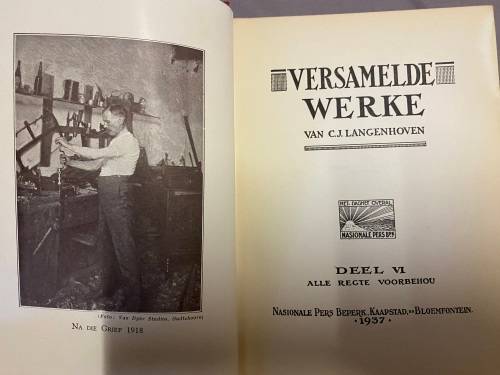 (Foto: Van Dyke Studios, Oudtshoorn)
NA DIE GRIEP 1918
VERSAMELDE
WERKE
VAN C.J. LANGENHOVEN
HET DAGHET OVERAL
NASIONALE PERS BPK
DEEL VI
ALLE REGTE VOORBEHOU
NASIONALE PERS BEPERK, KAAPSTAD, EN BLOEMFONTEIN.
·1937·